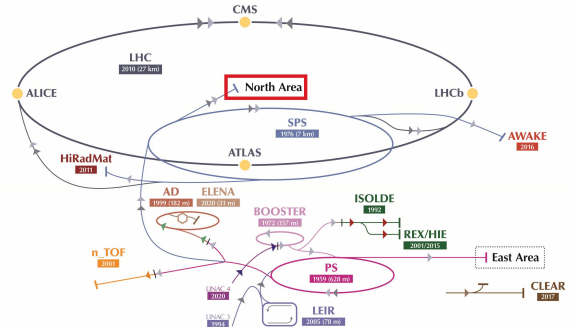 CMS
LHC
2010 (27 km)
North Area
ALICE
LHCb
SPS
1976 (7 km)
AWAKE
2016
HiRadMat
2011
ATLAS
AD
1999 (182 m)
ELENA
2020 (31 m)
ISOLDE
1992
BOOSTER
1972 (157 m)
REX/HIE
2001/2015
n_TOF
2001
East Area
PS
1959 (628 m)
LINAC 4
2020
CLEAR
2017
LINAC 3
1994
LEIR
2005 (78 m)